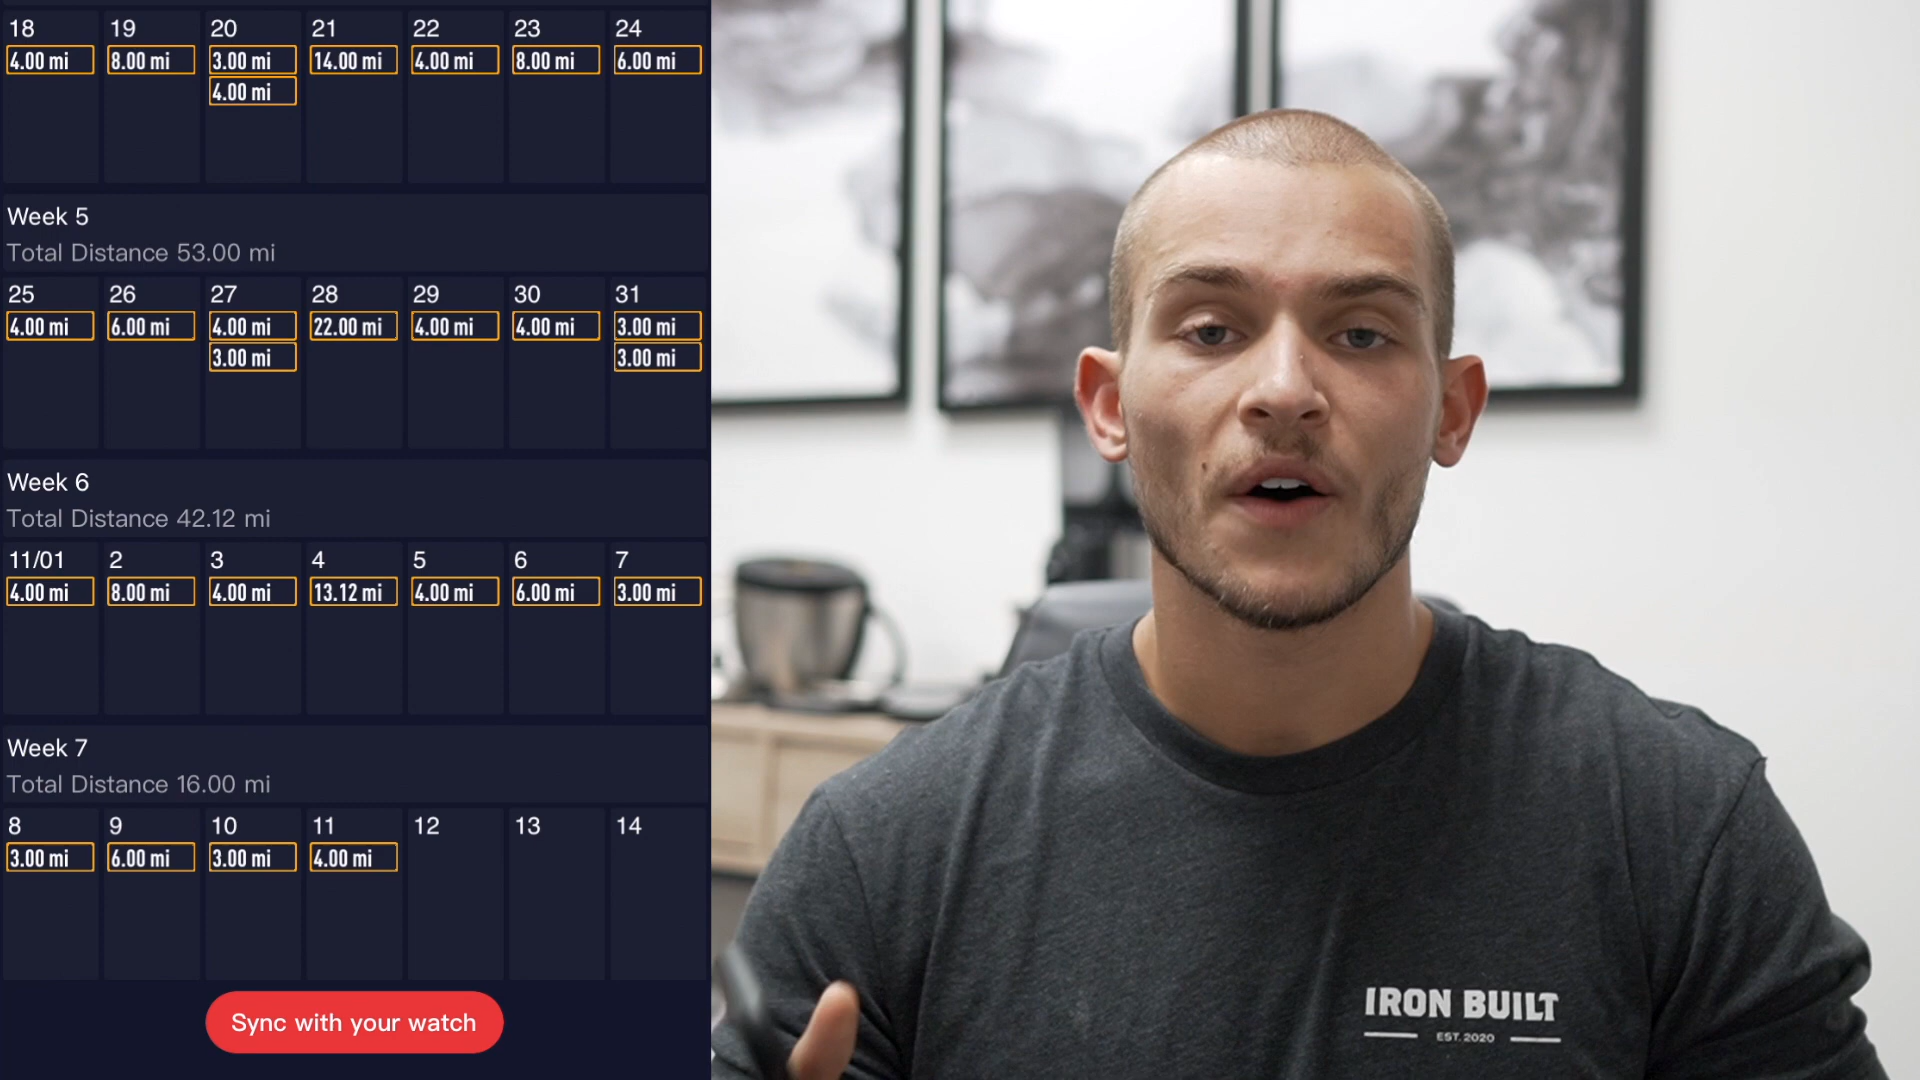 18 19 20 21 22 23 24
4.00 mi 8.00 mi 3.00 mi 14.00 mi 4.00 mi 8.00 mi 6.00 mi
4.00 mi
Week 5
Total Distance 53.00 mi
25 26 27 28 29 30 31
4.00 mi 6.00 mi 4.00 mi 22.00 mi 4.00 mi 4.00 mi 3.00 mi
3.00 mi 3.00 mi
Week 6
Total Distance 42.12 mi
11/01 2 3 4 5 6 7
4.00 mi 8.00 mi 4.00 mi 13.12 mi 4.00 mi 6.00 mi 3.00 mi
Week 7
Total Distance 16.00 mi
8 9 10 11 12 13 14
3.00 mi 6.00 mi 3.00 mi 4.00 mi
Sync with your watch
IRON BUILT
EST. 2020